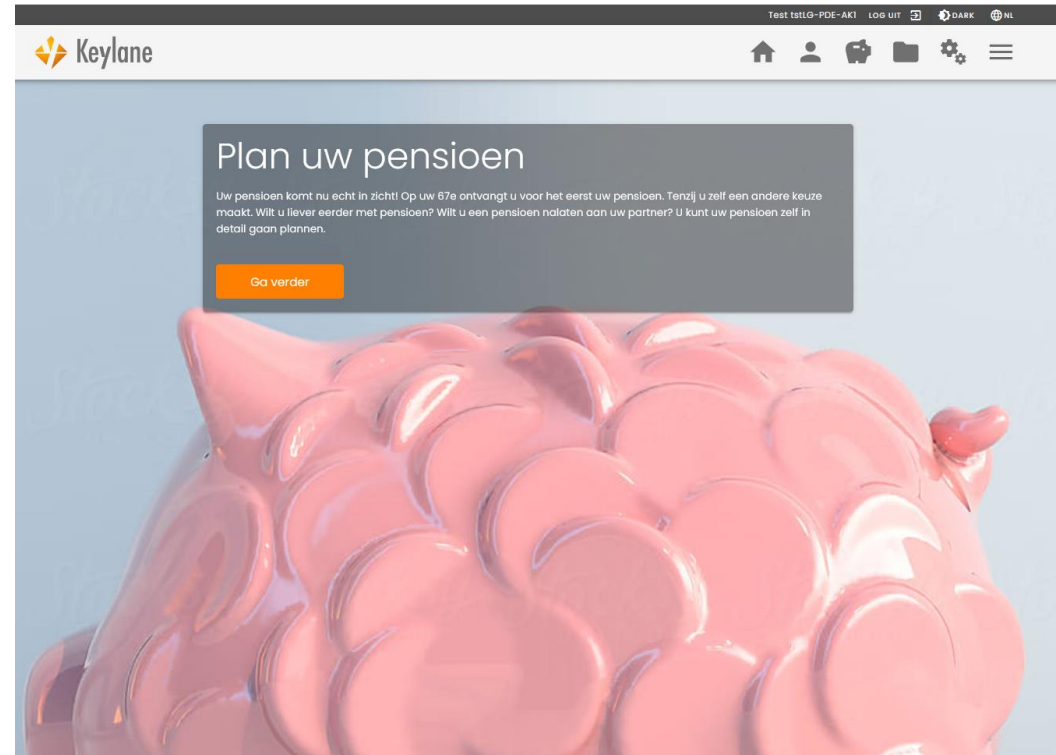 Test tstLG-PDE-AK1 LOG UIT DARK NL
Keylane
Plan uw pensioen
Uw pensioen komt nu echt in zicht! Op uw 67e ontvangt u voor het eerst uw pensioen. Tenzij u zelf een andere keuze
maakt. Wilt u liever eerder met pensioen? Wilt u een pensioen nalaten aan uw partner? U kunt uw pensioen zelf in
detail gaan plannen.
Ga verder